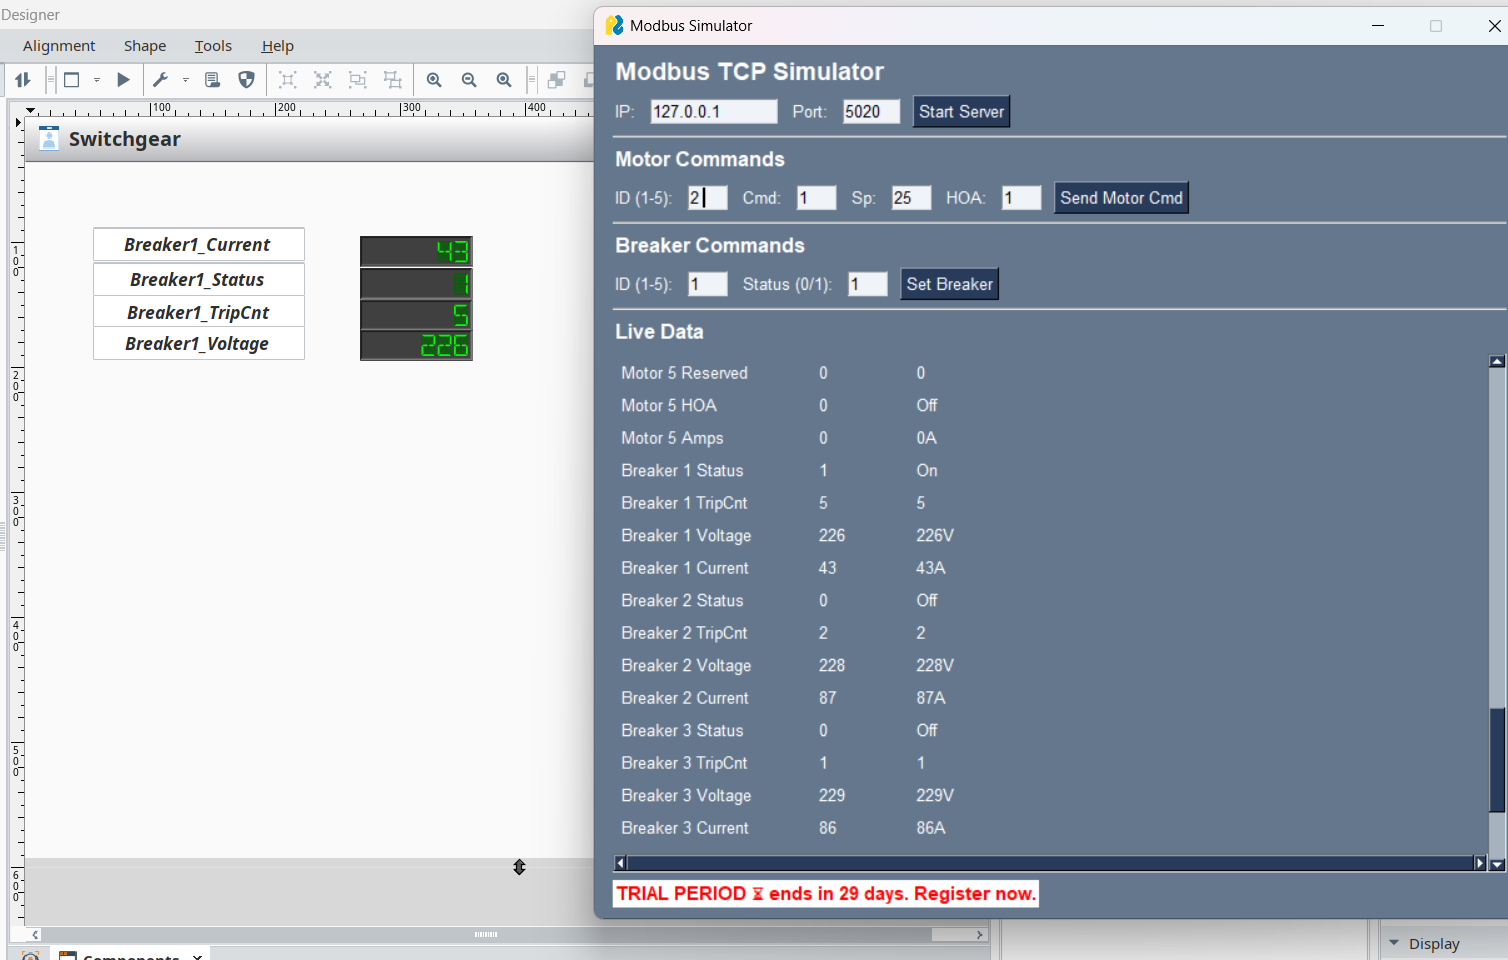 Designer
Alignment Shape Tools Help
100 200 300 400
Switchgear
Breaker1_Current 43
Breaker1_Status 1
Breaker1_TripCnt 5
Breaker1_Voltage 226
100
200
300
400
500
600
Modbus Simulator
Modbus TCP Simulator
IP: 127.0.0.1 Port: 5020 Start Server
Motor Commands
ID (1-5): 2 Cmd: 1 Sp: 25 HOA: 1 Send Motor Cmd
Breaker Commands
ID (1-5): 1 Status (0/1): 1 Set Breaker
Live Data
Motor 5 Reserved 0 0
Motor 5 HOA 0 Off
Motor 5 Amps 0 0A
Breaker 1 Status 1 On
Breaker 1 TripCnt 5 5
Breaker 1 Voltage 226 226V
Breaker 1 Current 43 43A
Breaker 2 Status 0 Off
Breaker 2 TripCnt 2 2
Breaker 2 Voltage 228 228V
Breaker 2 Current 87 87A
Breaker 3 Status 0 Off
Breaker 3 TripCnt 1 1
Breaker 3 Voltage 229 229V
Breaker 3 Current 86 86A
TRIAL PERIOD ⌛ ends in 29 days. Register now.
Components
Display